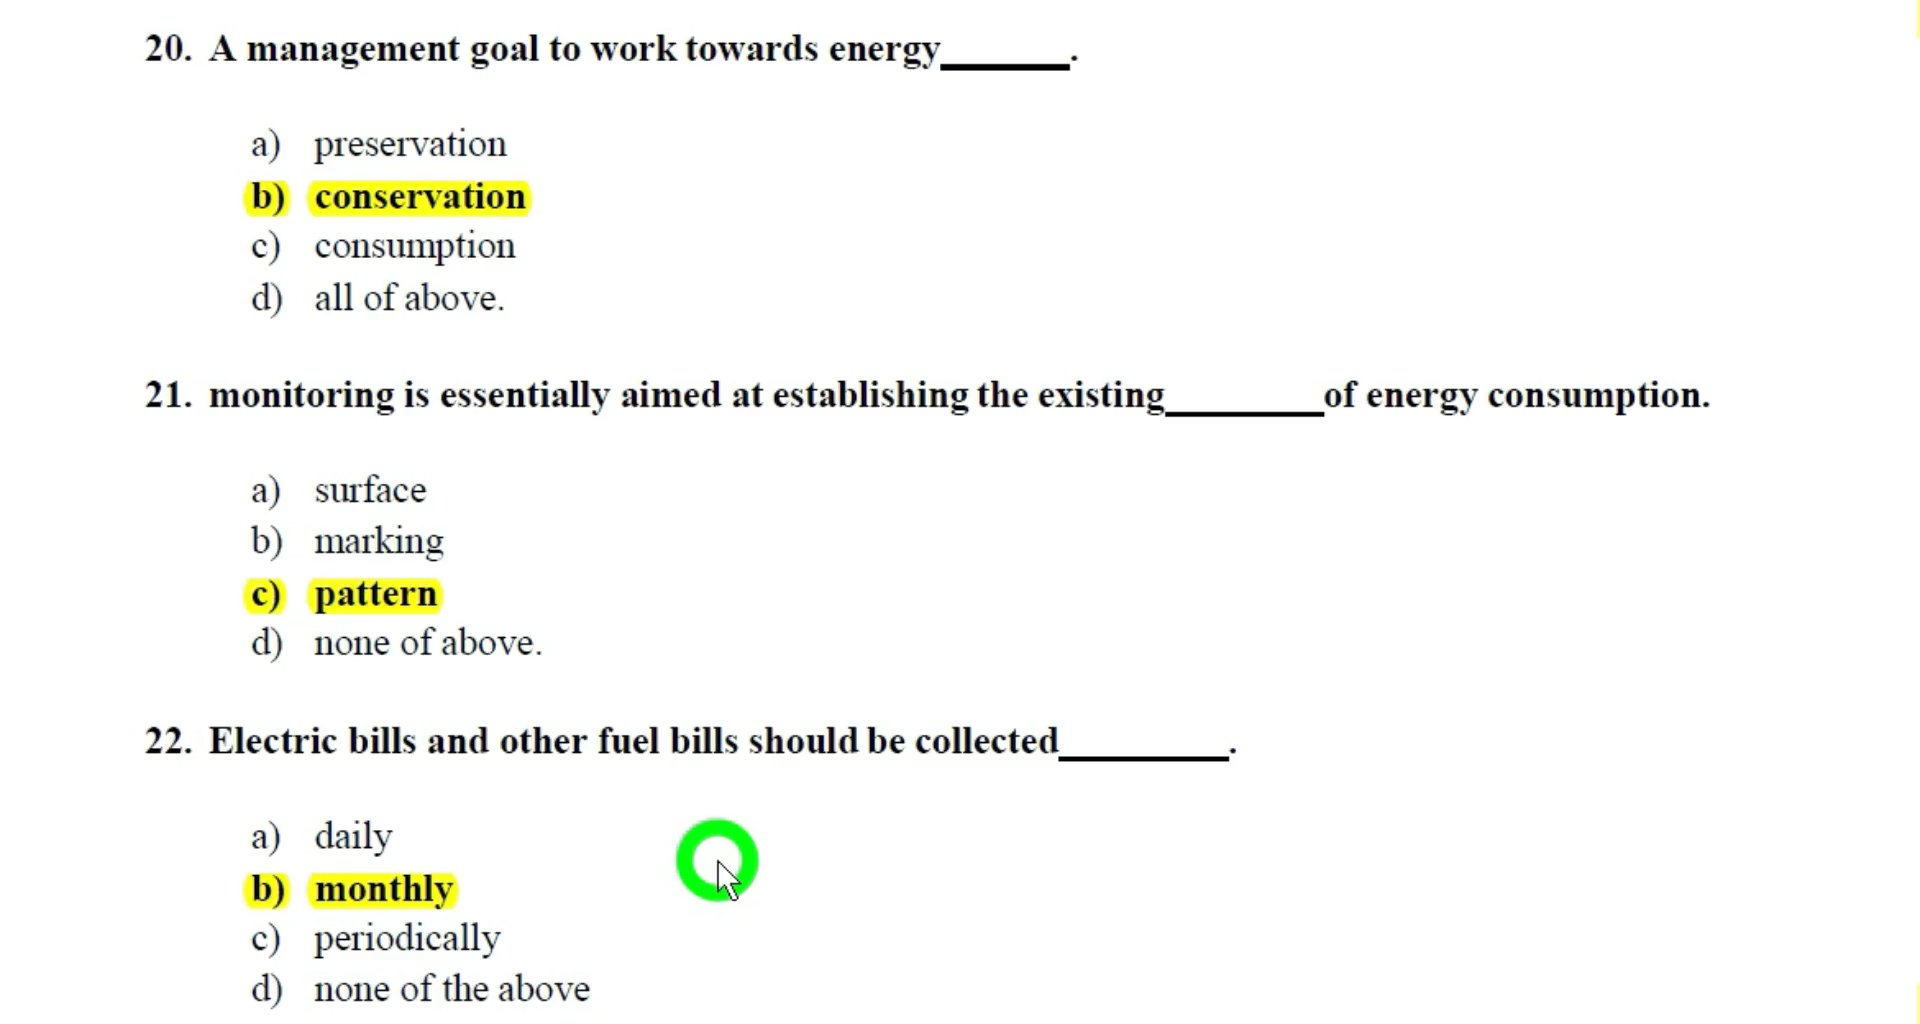 20. A management goal to work towards energy_______.
a) preservation
b) conservation
c) consumption
d) all of above.
21. monitoring is essentially aimed at establishing the existing________of energy consumption.
a) surface
b) marking
c) pattern
d) none of above.
22. Electric bills and other fuel bills should be collected_________.
a) daily
b) monthly
c) periodically
d) none of the above